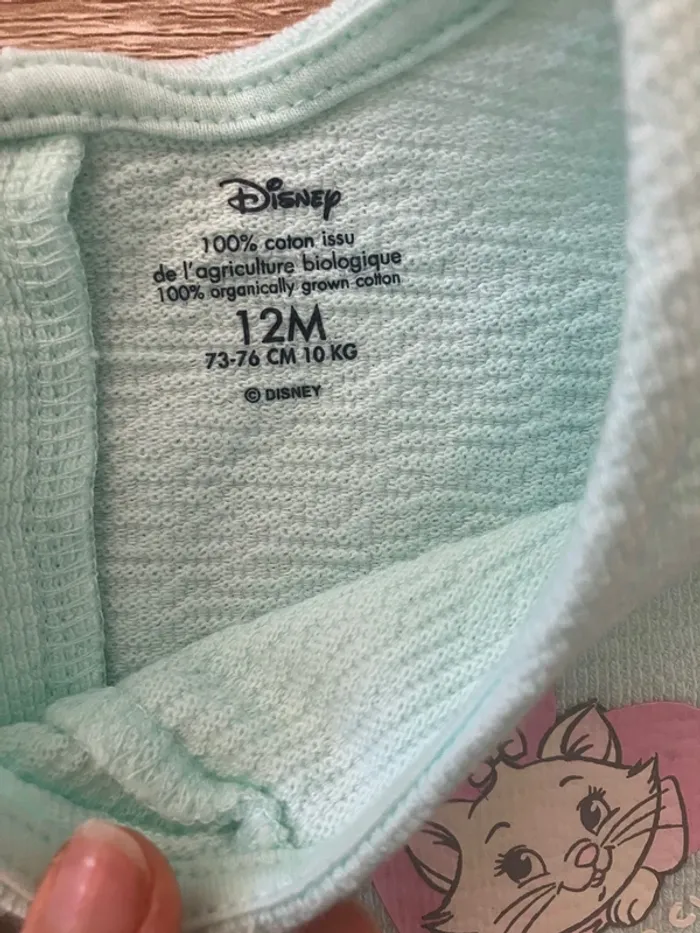 Disney
100% coton issu
de l'agriculture biologique
100% organically grown cotton
12M
73-76 CM 10 KG
© DISNEY